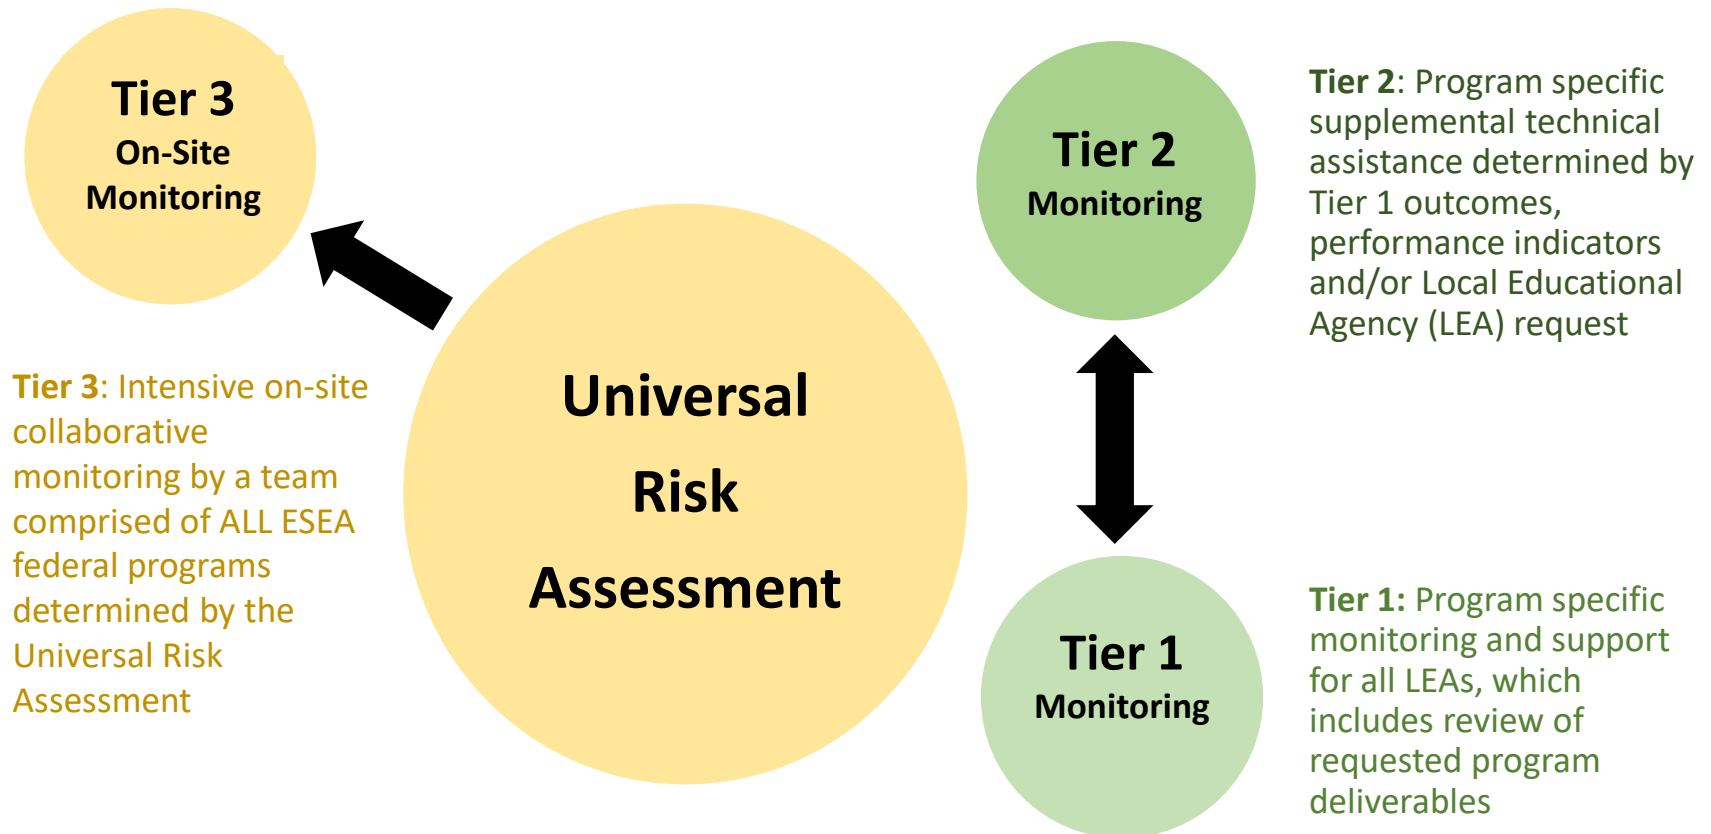 Tier 3
On-Site
Monitoring
Tier 3: Intensive on-site
collaborative
monitoring by a team
comprised of ALL ESEA
federal programs
determined by the
Universal Risk
Assessment
Universal
Risk
Assessment
Tier 2
Monitoring
Tier 2: Program specific
supplemental technical
assistance determined by
Tier 1 outcomes,
performance indicators
and/or Local Educational
Agency (LEA) request
Tier 1
Monitoring
Tier 1: Program specific
monitoring and support
for all LEAs, which
includes review of
requested program
deliverables